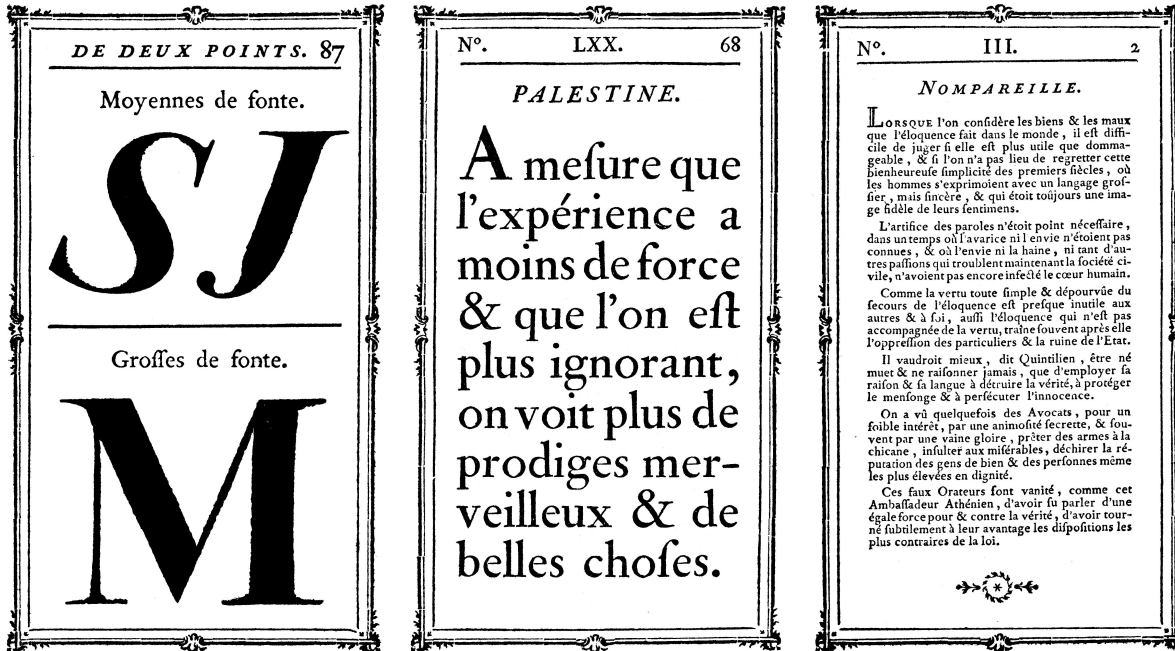 DE DEUX POINTS. 87
Moyennes de fonte.
SJ
Groſſes de fonte.
M
Nº. LXX. 68
PALESTINE.
A meſure que
l'expérience a
moins de force
& que l'on eſt
plus ignorant,
on voit plus de
prodiges mer-
veilleux & de
belles choſes.
Nº. III. 2
NOMPAREILLE.
LORSQUE l'on conſidère les biens & les maux
que l'éloquence fait dans le monde , il eſt diffi-
cile de juger ſi elle eſt plus utile que domma-
geable , & ſi l'on n'a pas lieu de regretter cette
bienheureuſe ſimplicité des premiers ſiècles , où
les hommes s'exprimoient avec un langage groſ-
ſier , mais ſincère , & qui étoit toûjours une ima-
ge fidèle de leurs ſentimens.
L'artifice des paroles n'étoit point néceſſaire ,
dans un temps où l'avarice ni l envie n'étoient pas
connues , & où l'envie ni la haine , ni tant d'au-
tres paſſions qui troublent maintenant la ſociété ci-
vile, n'avoient pas encore infecté le cœur humain.
Comme la vertu toute ſimple & dépourvûe du
ſecours de l'éloquence eſt preſque inutile aux
autres & à ſoi , auſſi l'éloquence qui n'eſt pas
accompagnée de la vertu, traîne ſouvent après elle
l'oppreſſion des particuliers & la ruine de l'Etat.
Il vaudroit mieux , dit Quintilien , être né
muet & ne raiſonner jamais , que d'employer ſa
raiſon & ſa langue à détruire la vérité, à protéger
le menſonge & à perſécuter l'innocence.
On a vû quelquefois des Avocats , pour un
foible intérêt, par une animoſité ſecrette, & ſou-
vent par une vaine gloire , prêter des armes à la
chicane , inſulter aux miſérables, déchirer la ré-
putation des gens de bien & des perſonnes même
les plus élevées en dignité.
Ces faux Orateurs ſont vanité , comme cet
Ambaſſadeur Athénien , d'avoir ſu parler d'une
égale force pour & contre la vérité , d'avoir tour-
né ſubtilement à leur avantage les diſpoſitions les
plus contraires de la loi.